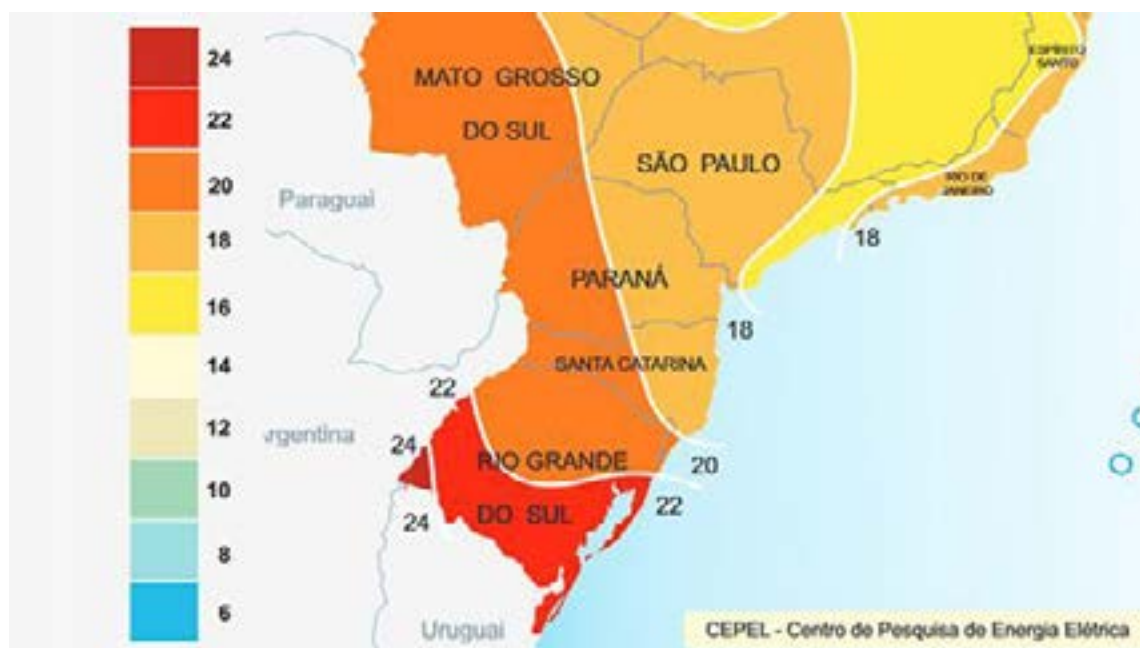 24
22
20
18
16
14
12
10
8
6
MATO GROSSO
DO SUL
ESPÍRITO
SANTO
SÃO PAULO
RIO DE
JANEIRO
Paraguai
18
PARANÁ
18
SANTA CATARINA
22
rgentina
24
RIO GRANDE
20
DO SUL
22
24
Uruguai
CEPEL - Centro de Pesquisa de Energia Elétrica